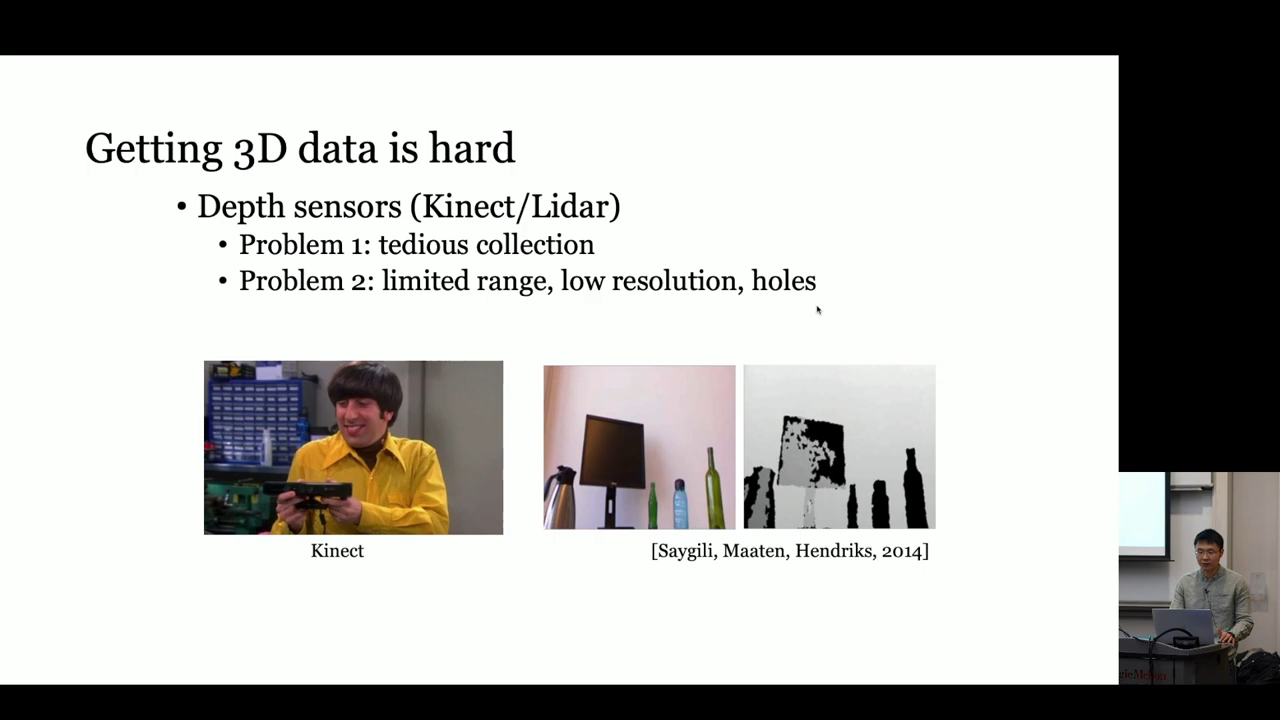 Getting 3D data is hard
• Depth sensors (Kinect/Lidar)
• Problem 1: tedious collection
• Problem 2: limited range, low resolution, holes
Kinect
[Saygili, Maaten, Hendriks, 2014]